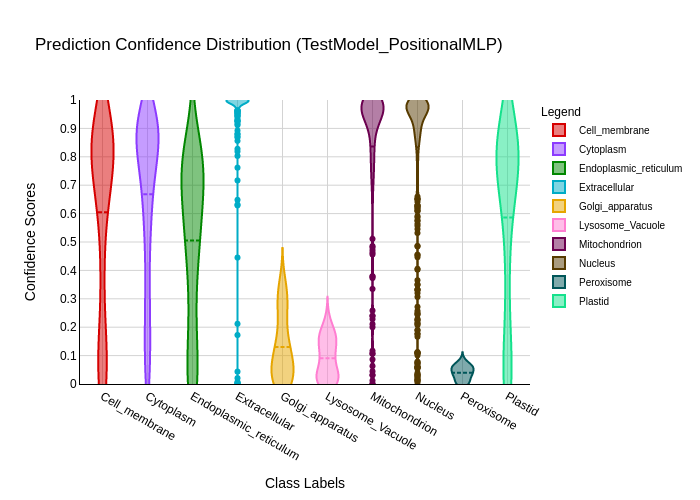 Prediction Confidence Distribution (TestModel_PositionalMLP)
Legend
Cell_membrane
Cytoplasm
Endoplasmic_reticulum
Extracellular
Golgi_apparatus
Lysosome_Vacuole
Mitochondrion
Nucleus
Peroxisome
Plastid
Confidence Scores
1
0.9
0.8
0.7
0.6
0.5
0.4
0.3
0.2
0.1
0
Cell_membrane
Cytoplasm
Endoplasmic_reticulum
Extracellular
Golgi_apparatus
Lysosome_Vacuole
Mitochondrion
Nucleus
Peroxisome
Plastid
Class Labels